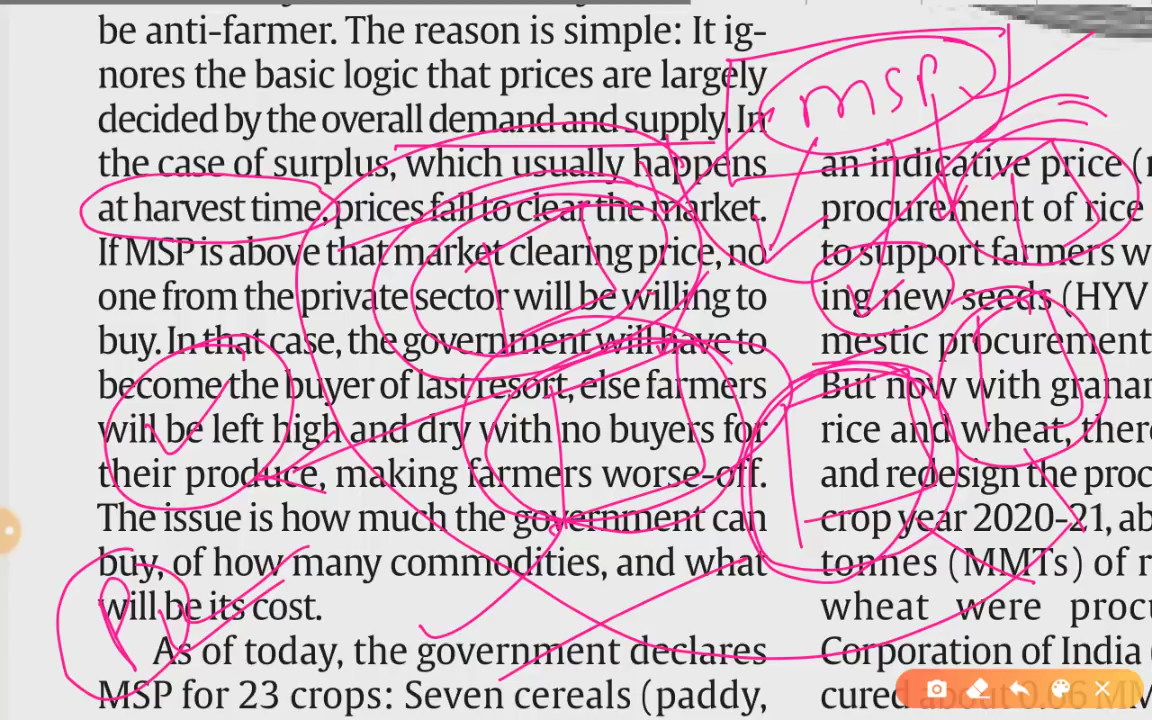 be anti-farmer. The reason is simple: It ig-
nores the basic logic that prices are largely
decided by the overall demand and supply. In
the case of surplus, which usually happens
at harvest time, prices fall to clear the market.
If MSP is above that market clearing price, no
one from the private sector will be willing to
buy. In that case, the government will have to
become the buyer of last resort, else farmers
will be left high and dry with no buyers for
their produce, making farmers worse-off.
The issue is how much the government can
buy, of how many commodities, and what
will be its cost.
As of today, the government declares
MSP for 23 crops: Seven cereals (paddy,
msp
an indicative price (
procurement of rice
to support farmers w
ing new seeds (HYV
mestic procurement
But now with granar
rice and wheat, there
and redesign the proc
crop year 2020-21, ab
tonnes (MMTs) of r
wheat were proc
Corporation of India
cured about 0.66 MM